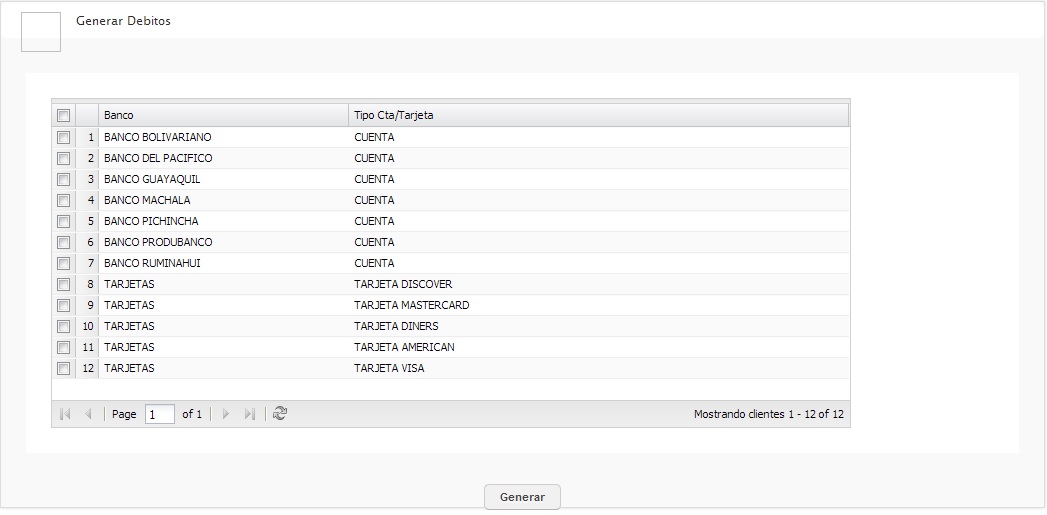 Generar Debitos
Banco Tipo Cta/Tarjeta
1 BANCO BOLIVARIANO CUENTA
2 BANCO DEL PACIFICO CUENTA
3 BANCO GUAYAQUIL CUENTA
4 BANCO MACHALA CUENTA
5 BANCO PICHINCHA CUENTA
6 BANCO PRODUBANCO CUENTA
7 BANCO RUMINAHUI CUENTA
8 TARJETAS TARJETA DISCOVER
9 TARJETAS TARJETA MASTERCARD
10 TARJETAS TARJETA DINERS
11 TARJETAS TARJETA AMERICAN
12 TARJETAS TARJETA VISA
Page 1 of 1 Mostrando clientes 1 - 12 of 12
Generar